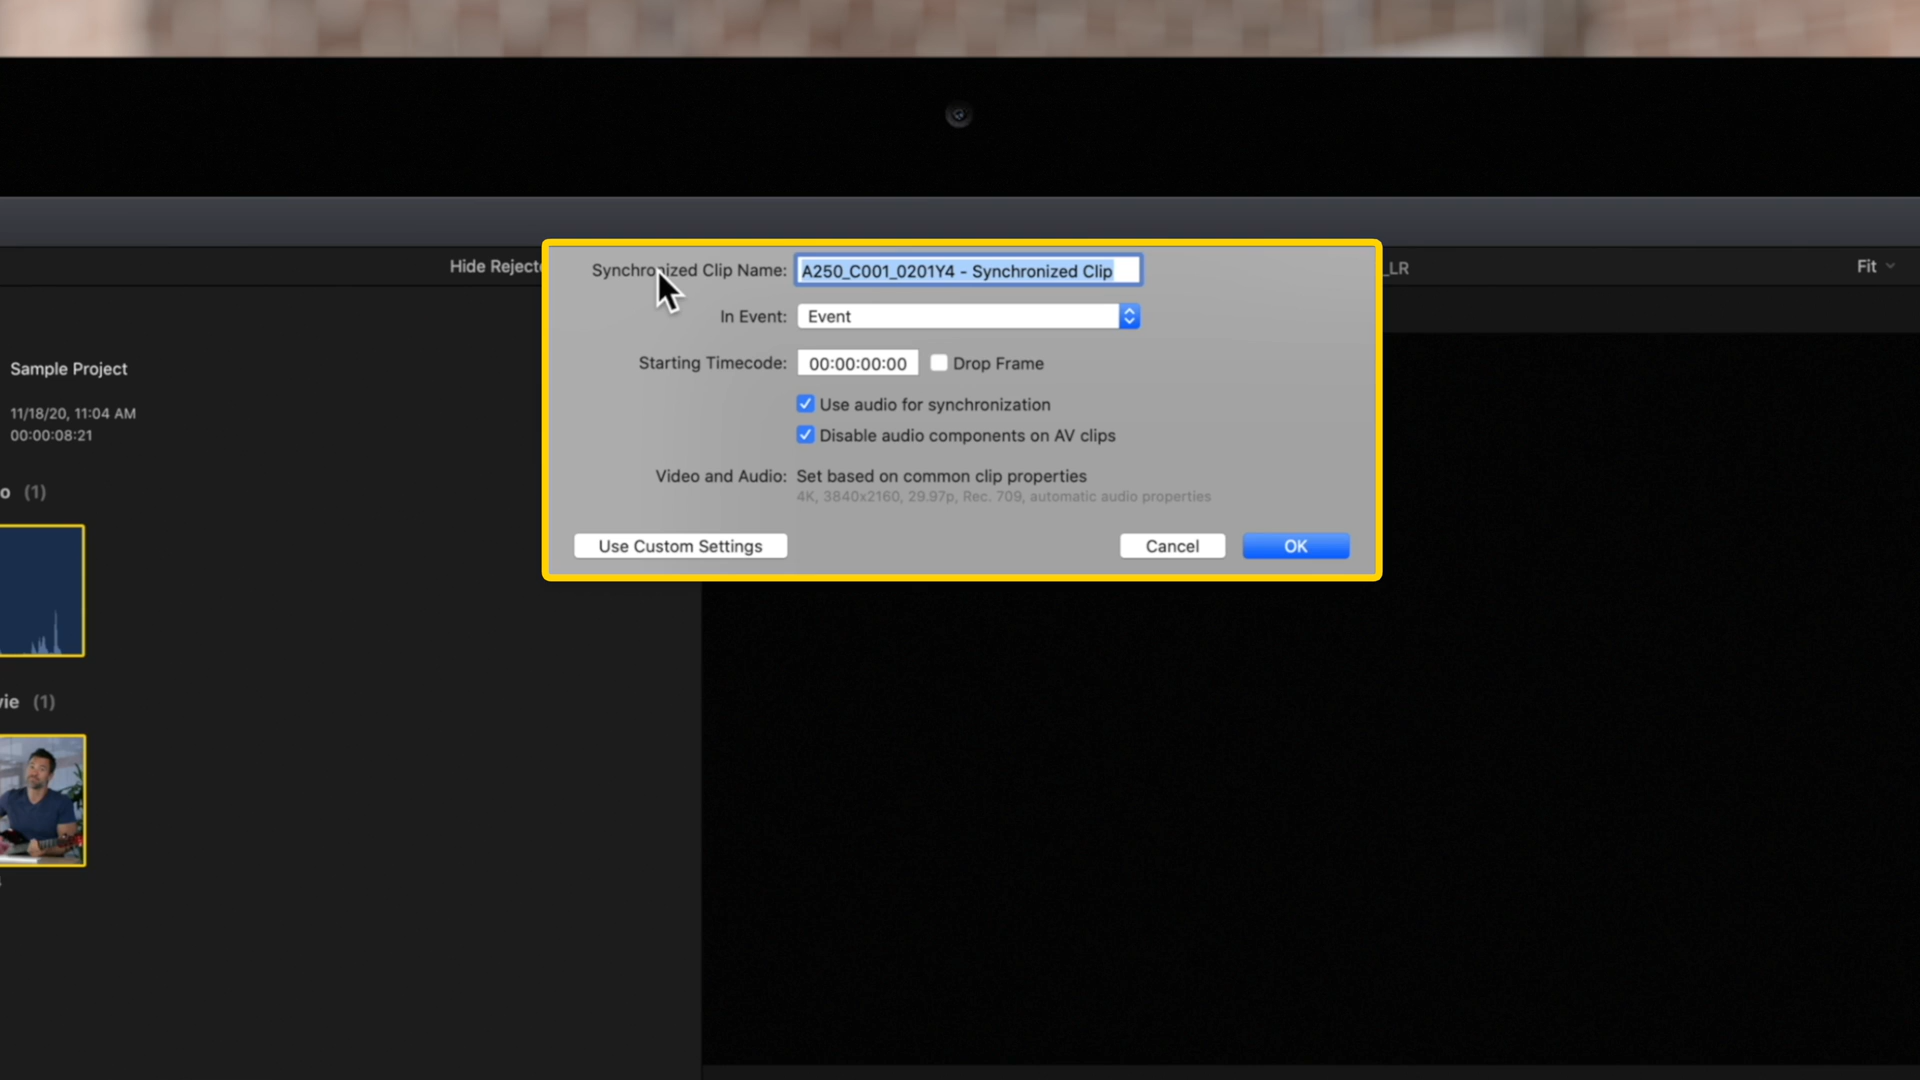 Hide Rejecte
_LR
Fit
Synchronized Clip Name: A250_C001_0201Y4 - Synchronized Clip
In Event: Event
Starting Timecode: 00:00:00:00 Drop Frame
Use audio for synchronization
Disable audio components on AV clips
Video and Audio: Set based on common clip properties
4K, 3840x2160, 29.97p, Rec. 709, automatic audio properties
Use Custom Settings Cancel OK
Sample Project
11/18/20, 11:04 AM
00:00:08:21
o (1)
vie (1)